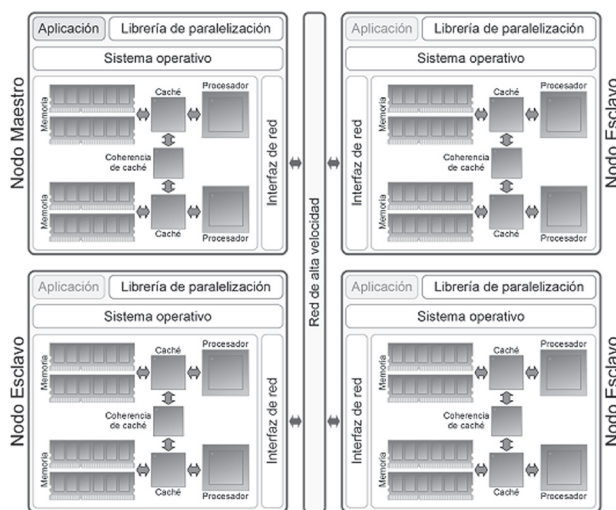 Nodo Maestro
Aplicación
Librería de paralelización
Sistema operativo
Memoria
Caché
Procesador
Coherencia
de caché
Memoria
Caché
Procesador
Interfaz de red
Red de alta velocidad
Aplicación
Librería de paralelización
Sistema operativo
Interfaz de red
Memoria
Caché
Procesador
Coherencia
de caché
Memoria
Caché
Procesador
Nodo Esclavo
Nodo Esclavo
Aplicación
Librería de paralelización
Sistema operativo
Memoria
Caché
Procesador
Coherencia
de caché
Memoria
Caché
Procesador
Interfaz de red
Aplicación
Librería de paralelización
Sistema operativo
Interfaz de red
Memoria
Caché
Procesador
Coherencia
de caché
Memoria
Caché
Procesador
Nodo Esclavo